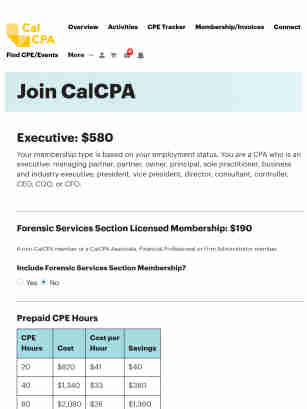 Cal
CPA
Overview Activities CPE Tracker Membership/Invoices Connect
Find CPE/Events More
Join CalCPA
Executive: $580
Your membership type is based on your employment status. You are a CPA who is an
executive: managing partner, partner, owner, principal, sole practitioner, business
and industry executive, president, vice president, director, consultant, controller,
CEO, COO, or CFO.
Forensic Services Section Licensed Membership: $190
A non-CalCPA member or a CalCPA Associate, Financial Professional or Firm Administrator member.
Include Forensic Services Section Membership?
Yes No
Prepaid CPE Hours
CPE Hours Cost Cost per Hour Savings
20 $820 $41 $40
40 $1,340 $33 $380
80 $2,080 $26 $1,360